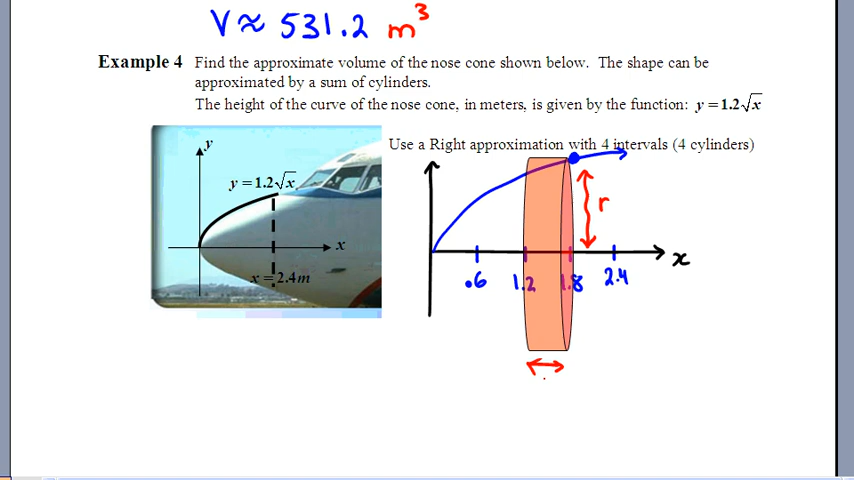 V ≈ 531.2 m³
Example 4 Find the approximate volume of the nose cone shown below. The shape can be
approximated by a sum of cylinders.
The height of the curve of the nose cone, in meters, is given by the function: y = 1.2√x
Use a Right approximation with 4 intervals (4 cylinders)
y
y = 1.2√x
x
x = 2.4m
r
x
.6 1.2 1.8 2.4